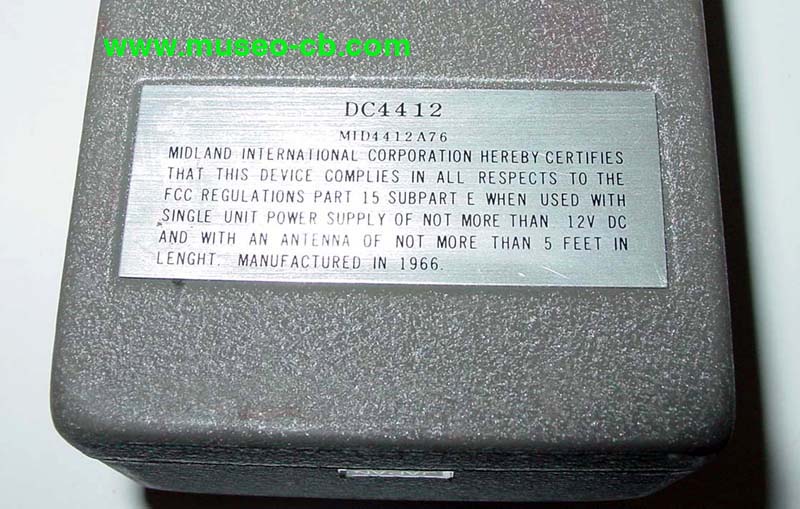 www.museo-cb.com
DC4412
MID4412A76
MIDLAND INTERNATIONAL CORPORATION HEREBY CERTIFIES
THAT THIS DEVICE COMPLIES IN ALL RESPECTS TO THE
FCC REGULATIONS PART 15 SUBPART E WHEN USED WITH
SINGLE UNIT POWER SUPPLY OF NOT MORE THAN 12V DC
AND WITH AN ANTENNA OF NOT MORE THAN 5 FEET IN
LENGHT. MANUFACTURED IN 1966.